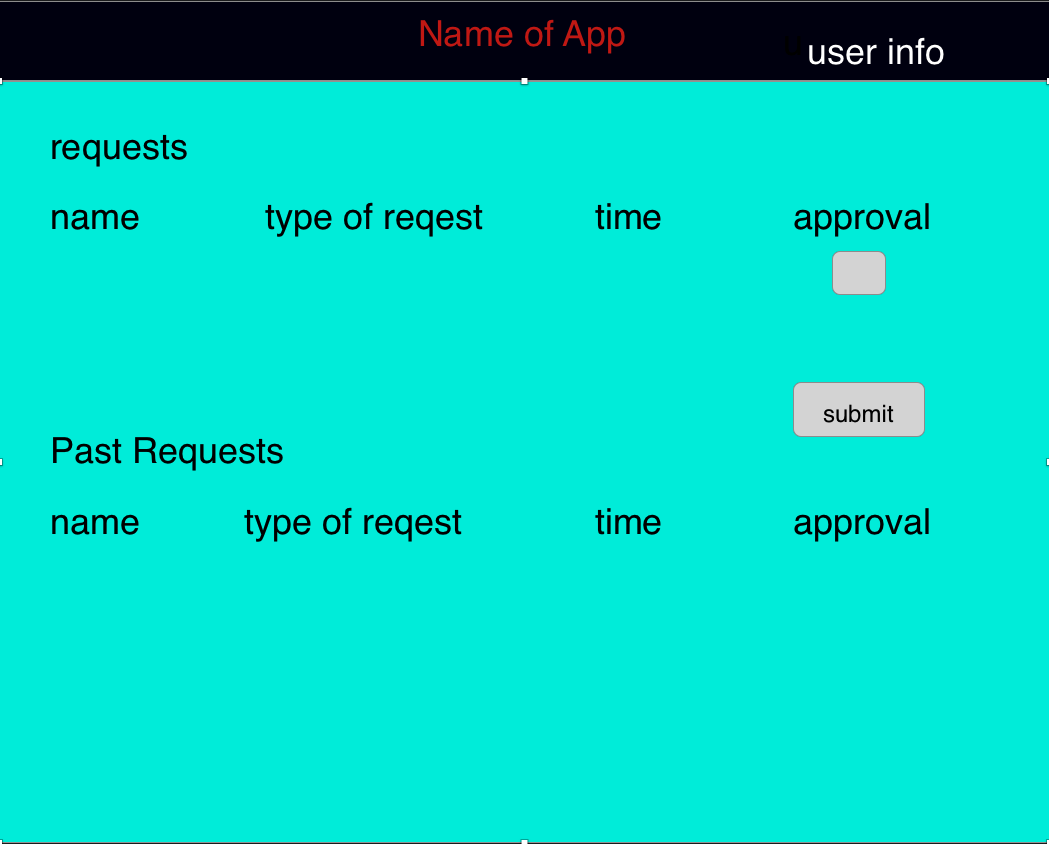 Name of App
user info
requests
name type of reqest time approval
submit
Past Requests
name type of reqest time approval